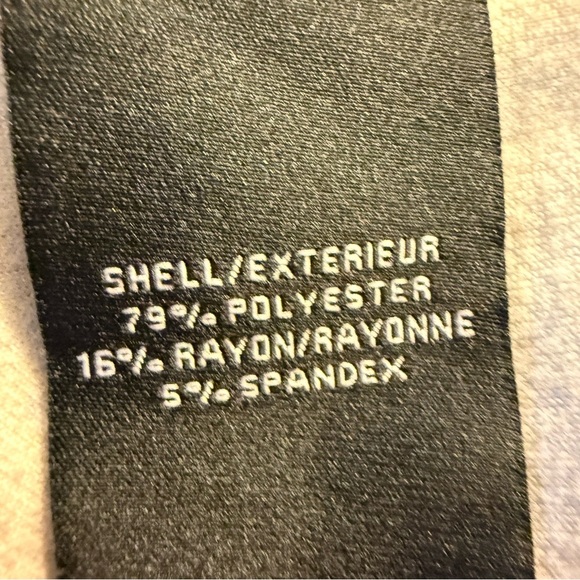 SHELL/EXTERIEUR
79% POLYESTER
16% RAYON/RAYONNE
5% SPANDEX